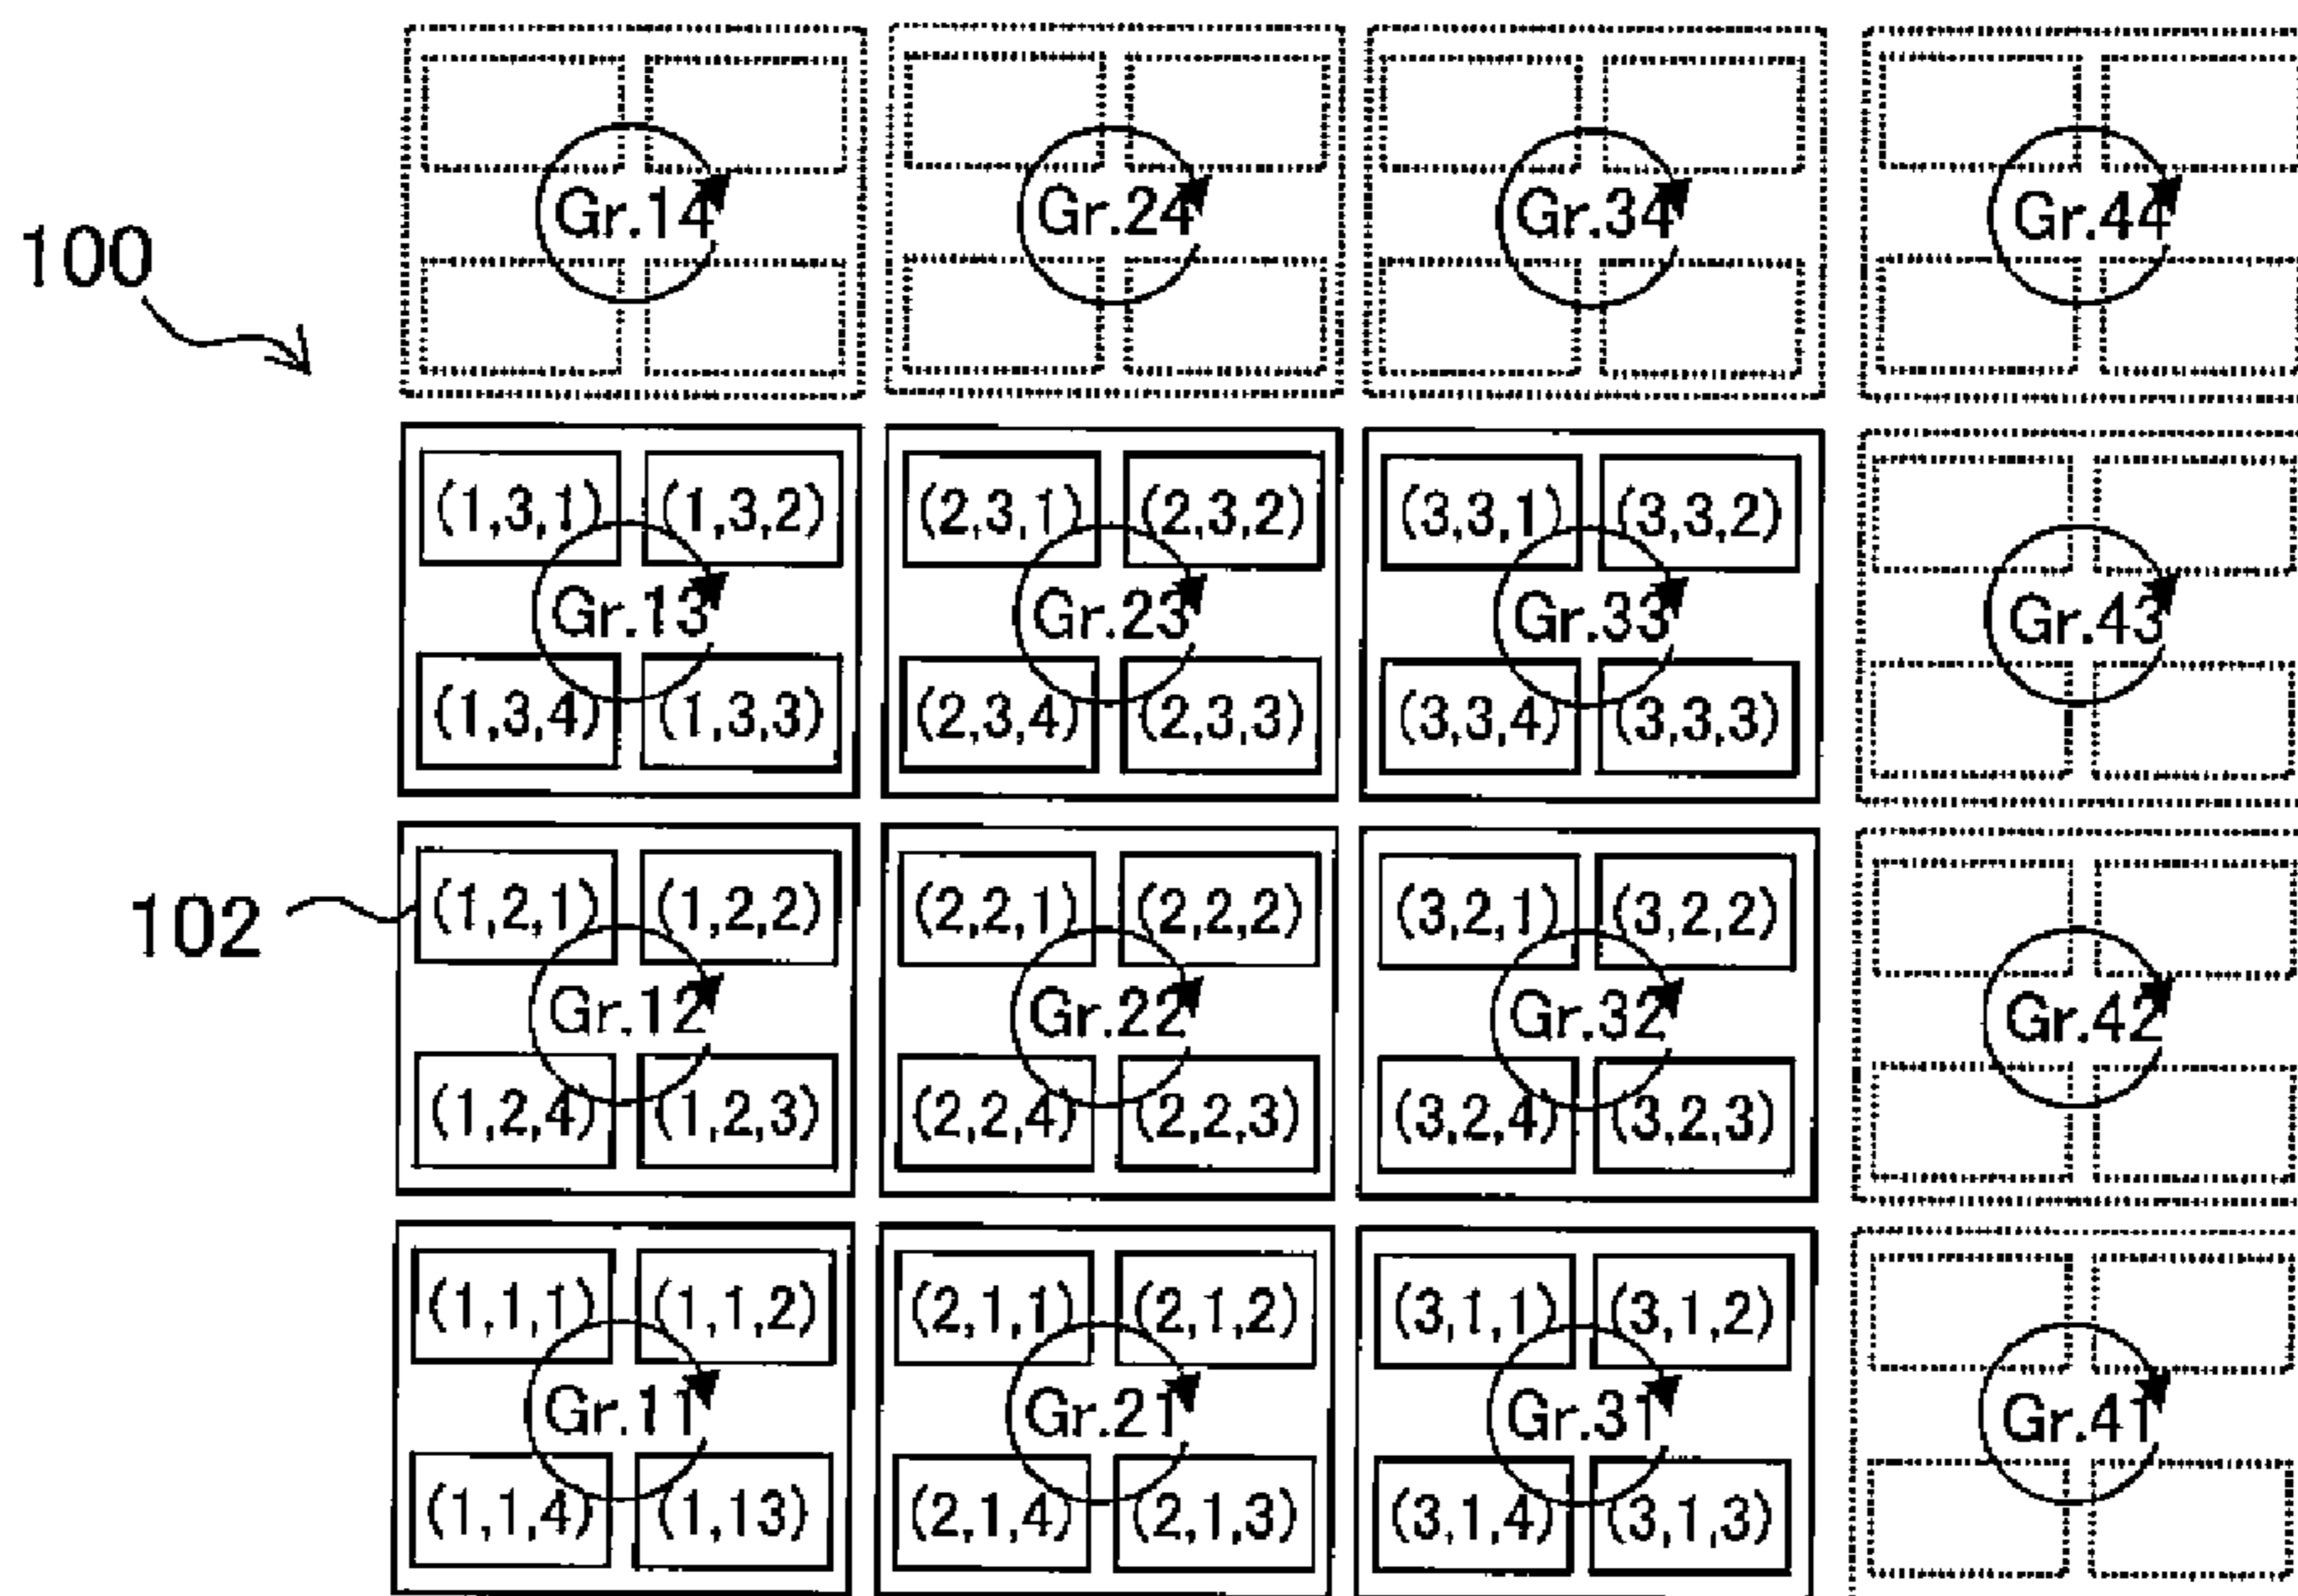 Gr.14 Gr.24 Gr.34 Gr.44
100
(1,3,1) (1,3,2) (2,3,1) (2,3,2) (3,3,1) (3,3,2)
Gr.13 Gr.23 Gr.33 Gr.43
(1,3,4) (1,3,3) (2,3,4) (2,3,3) (3,3,4) (3,3,3)
102 (1,2,1) (1,2,2) (2,2,1) (2,2,2) (3,2,1) (3,2,2)
Gr.12 Gr.22 Gr.32 Gr.42
(1,2,4) (1,2,3) (2,2,4) (2,2,3) (3,2,4) (3,2,3)
(1,1,1) (1,1,2) (2,1,1) (2,1,2) (3,1,1) (3,1,2)
Gr.11 Gr.21 Gr.31 Gr.41
(1,1,4) (1,13) (2,1,4) (2,1,3) (3,1,4) (3,1,3)